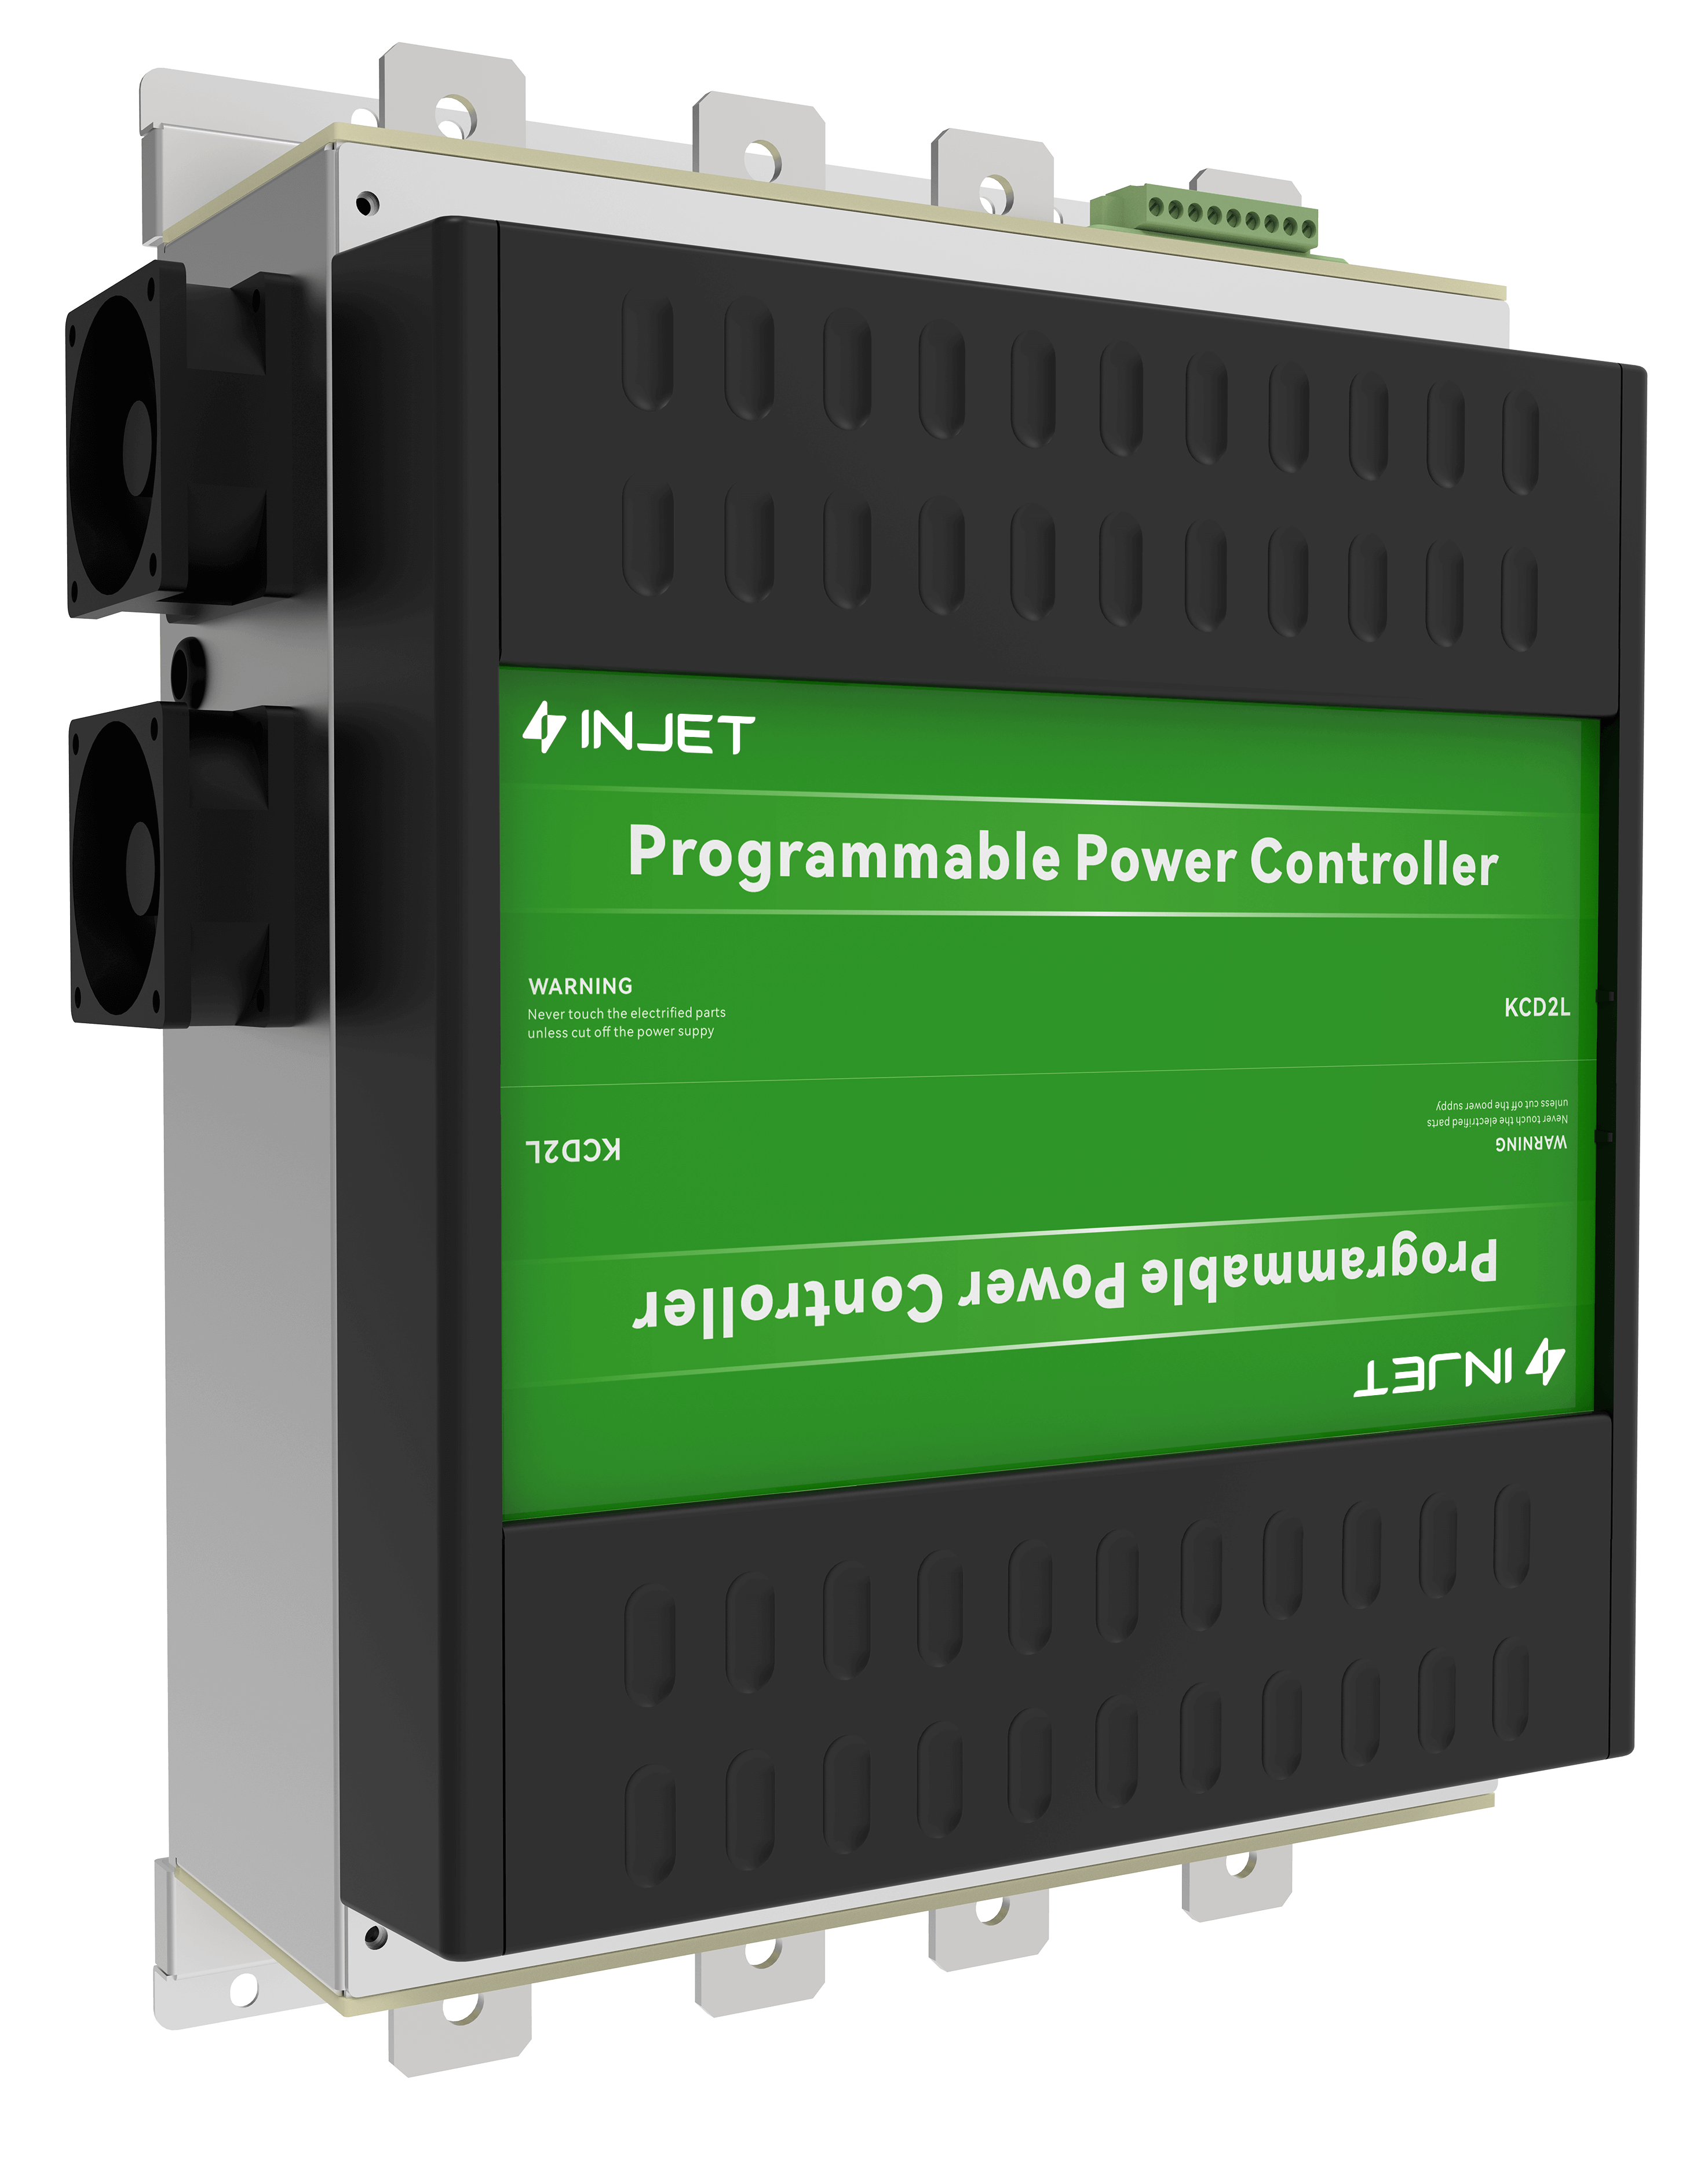 INJET
Programmable Power Controller
WARNING
Never touch the electrified parts
unless cut off the power suppy
KCD2L
KCD2L
WARNING
Never touch the electrified parts
unless cut off the power suppy
Programmable Power Controller
INJET